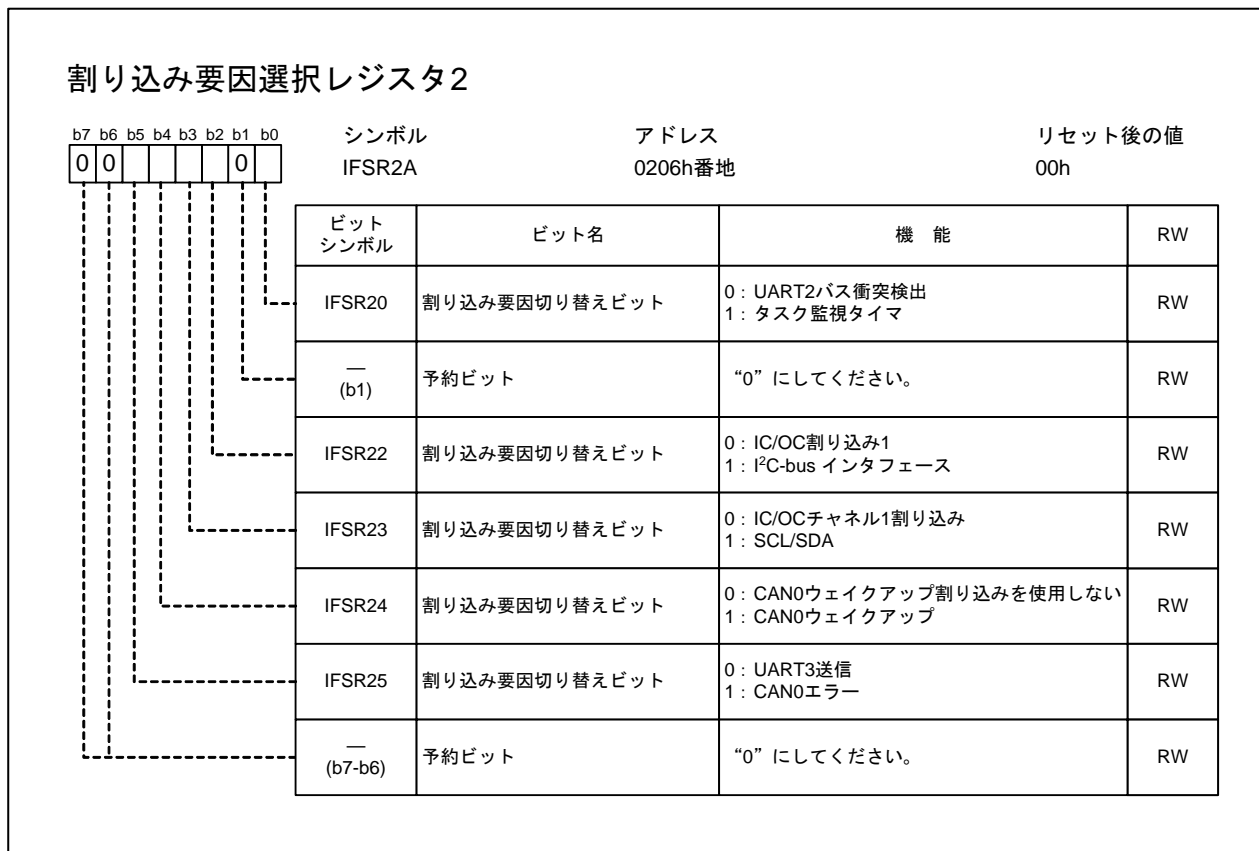 割り込み要因選択レジスタ2
b7 b6 b5 b4 b3 b2 b1 b0
0 0 0
シンボル アドレス リセット後の値
IFSR2A 0206h番地 00h
ビット
シンボル
ビット名
機 能
RW
IFSR20
割り込み要因切り替えビット
0:UART2バス衝突検出
1:タスク監視タイマ
RW
—
(b1)
予約ビット
“0”にしてください。
RW
IFSR22
割り込み要因切り替えビット
0:IC/OC割り込み1
1:I²C-bus インタフェース
RW
IFSR23
割り込み要因切り替えビット
0:IC/OCチャネル1割り込み
1:SCL/SDA
RW
IFSR24
割り込み要因切り替えビット
0:CAN0ウェイクアップ割り込みを使用しない
1:CAN0ウェイクアップ
RW
IFSR25
割り込み要因切り替えビット
0:UART3送信
1:CAN0エラー
RW
—
(b7-b6)
予約ビット
“0”にしてください。
RW